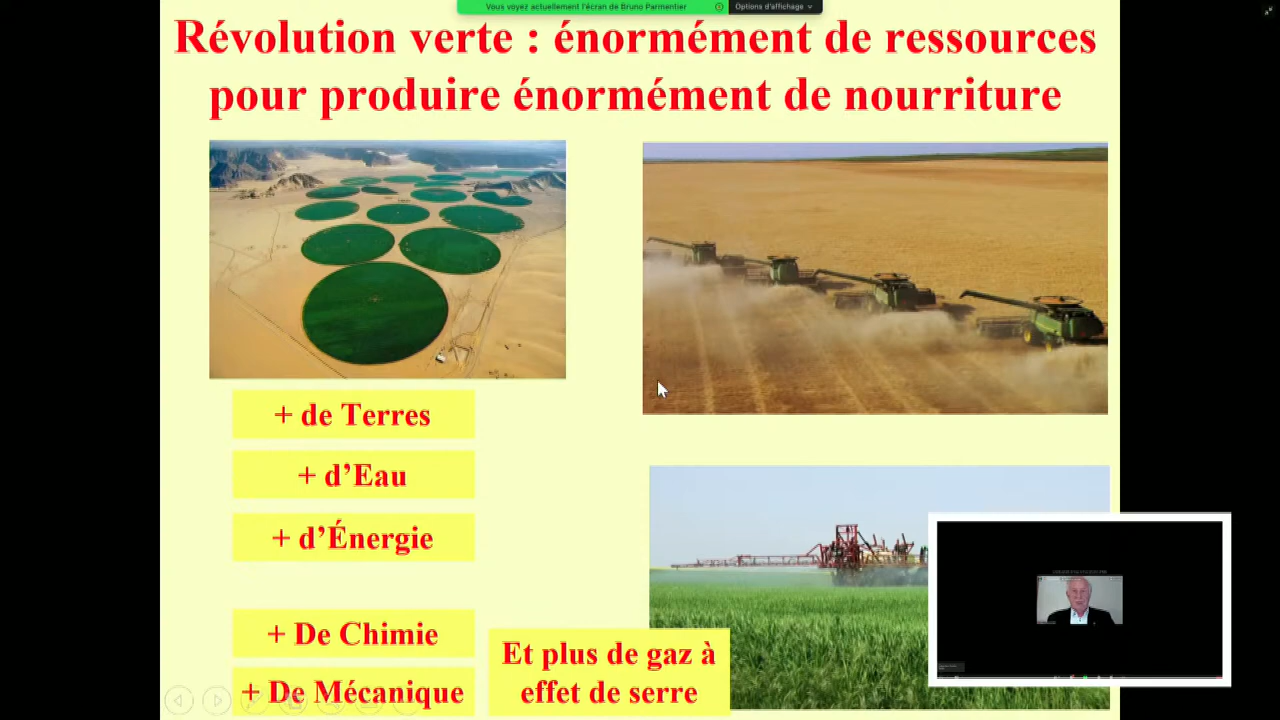 Vous voyez actuellement l'écran de Bruno Parmentier
Options d'affichage
Révolution verte : énormément de ressources
pour produire énormément de nourriture
+ de Terres
+ d’Eau
+ d’Énergie
+ De Chimie
+ De Mécanique
Et plus de gaz à
effet de serre